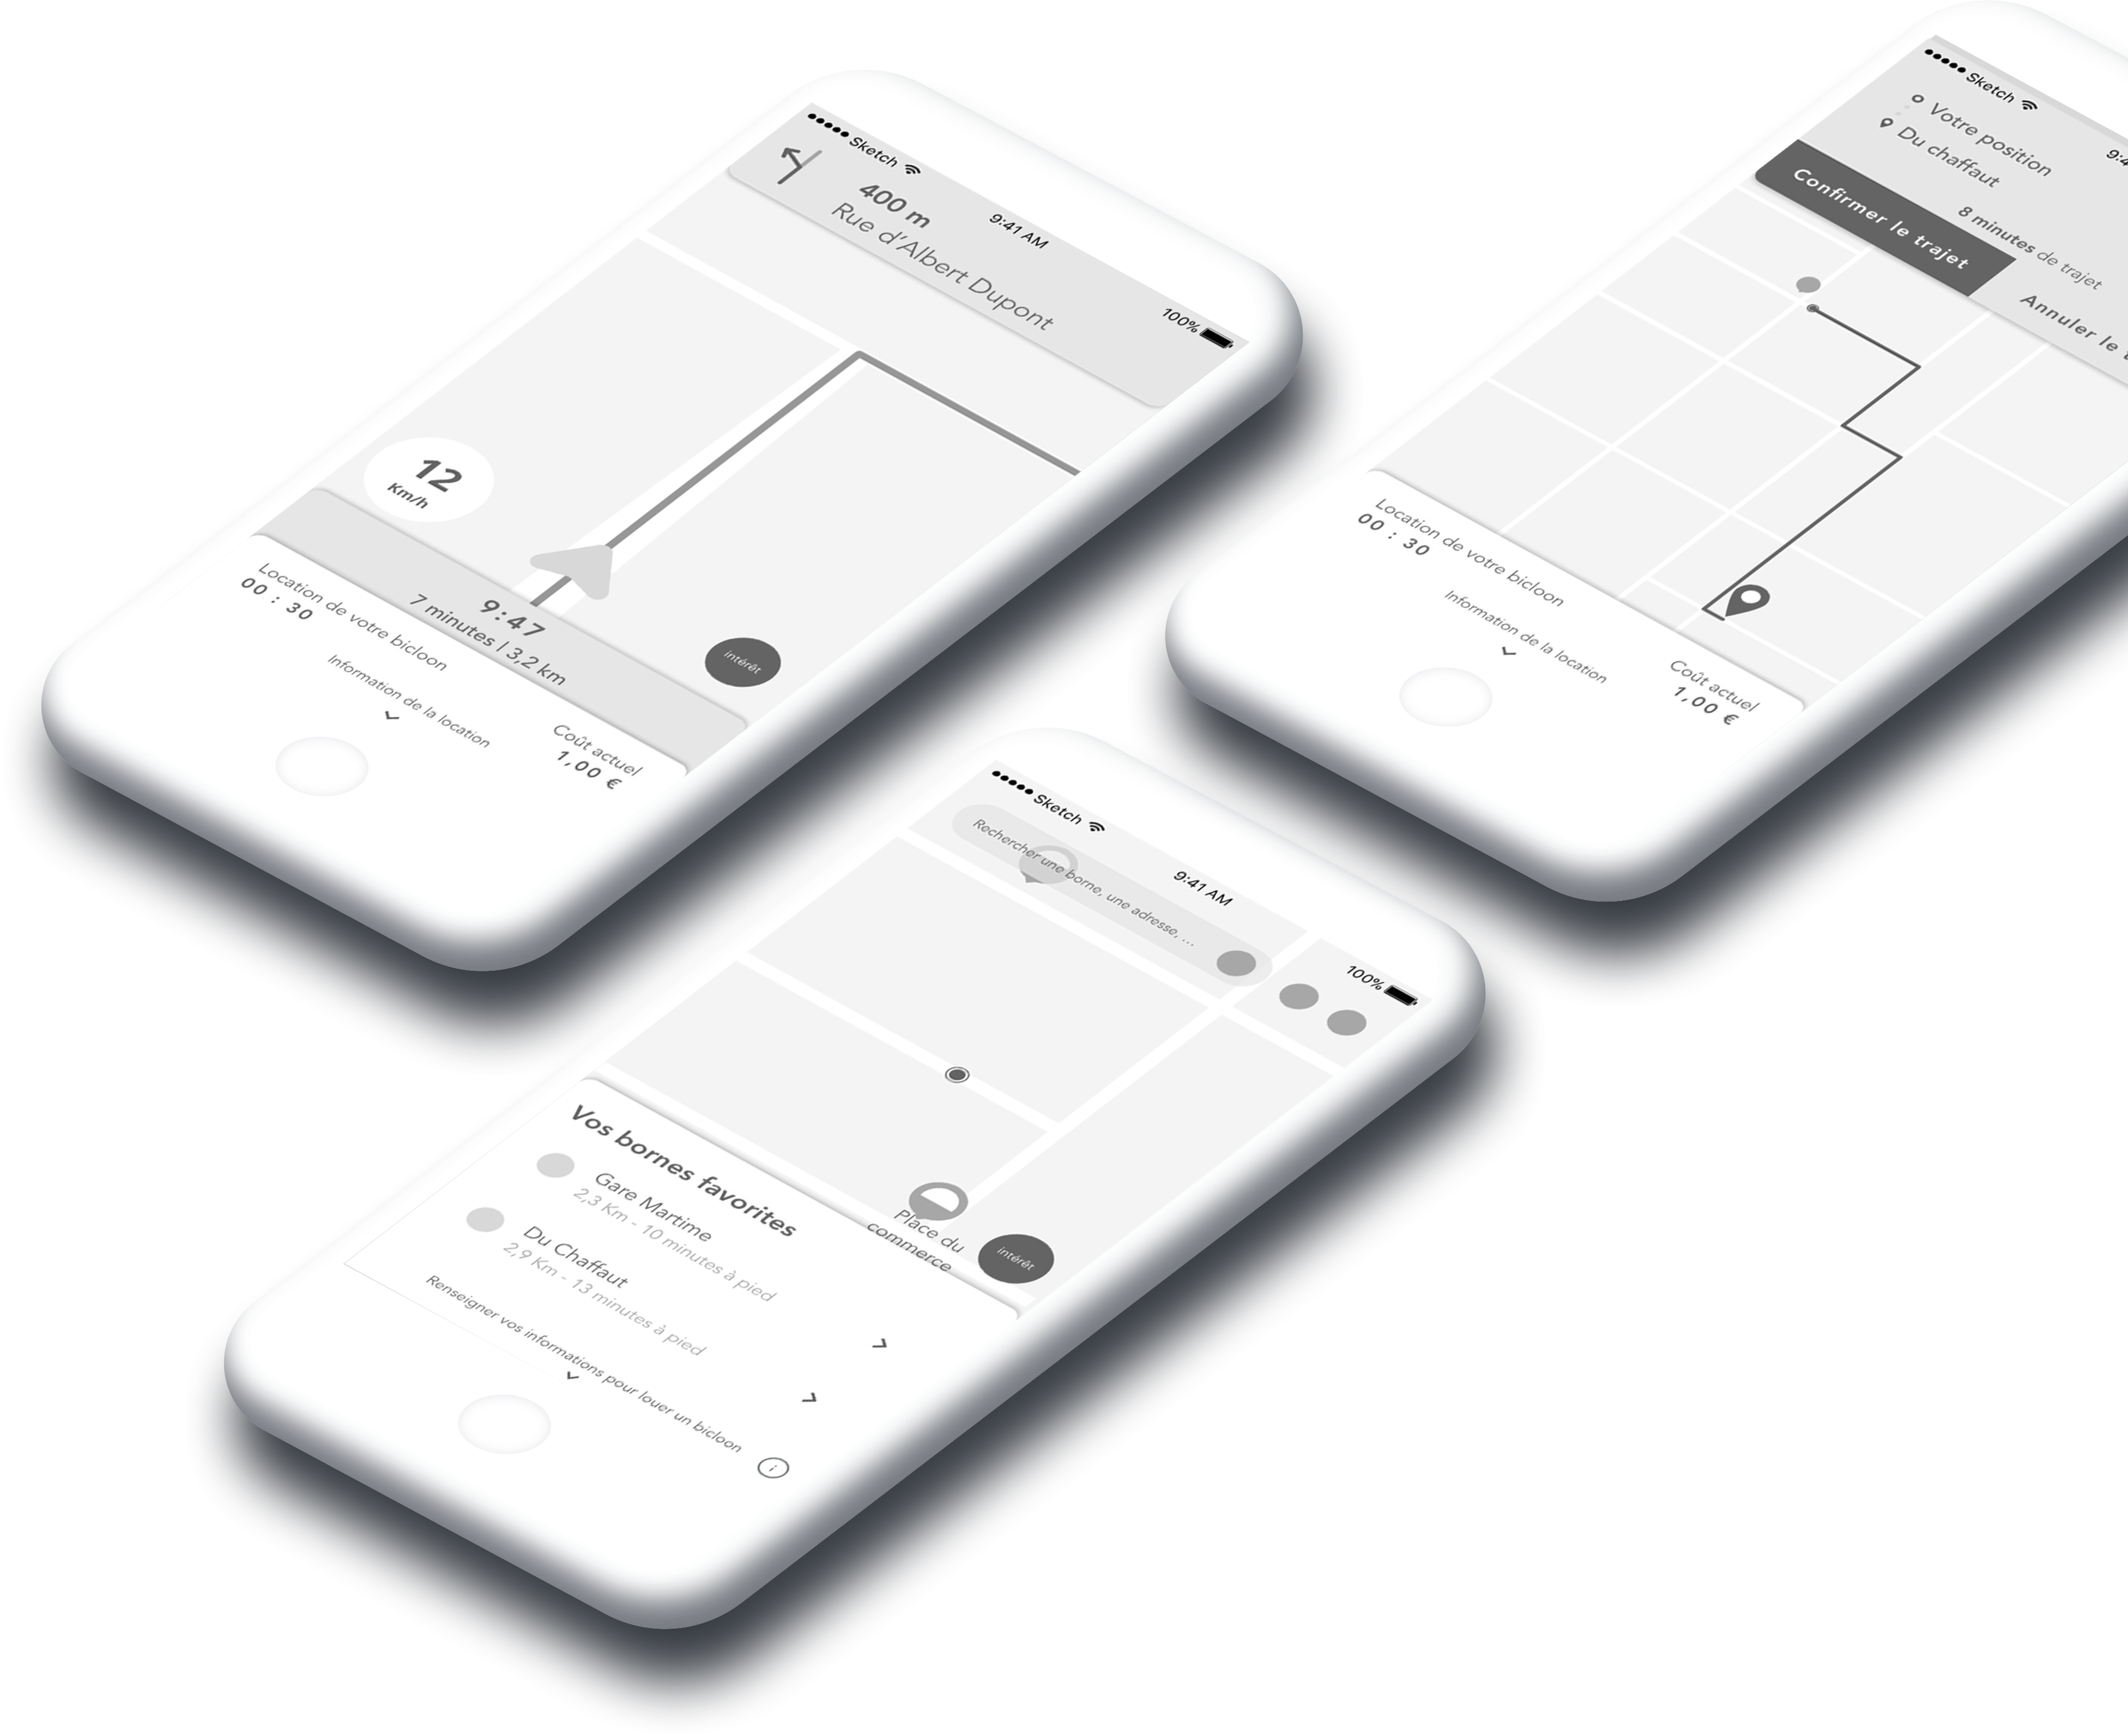 Sketch
9:41 AM
100%
400 m
Rue d'Albert Dupont
12
Km/h
intérêt
9:47
7 minutes | 3,2 km
Location de votre bicloon
00 : 30
Information de la location
Coût actuel
1,00 €
Sketch
9:4
Votre position
Du chaffaut
8 minutes de trajet
Confirmer le trajet
Annuler le t
Location de votre bicloon
00 : 30
Information de la location
Coût actuel
1,00 €
Sketch
9:41 AM
100%
Rechercher une borne, une adresse, ...
Place du
commerce
intérêt
Vos bornes favorites
Gare Martime
2,3 Km - 10 minutes à pied
Du Chaffaut
2,9 Km - 13 minutes à pied
Renseigner vos informations pour louer un bicloon
i